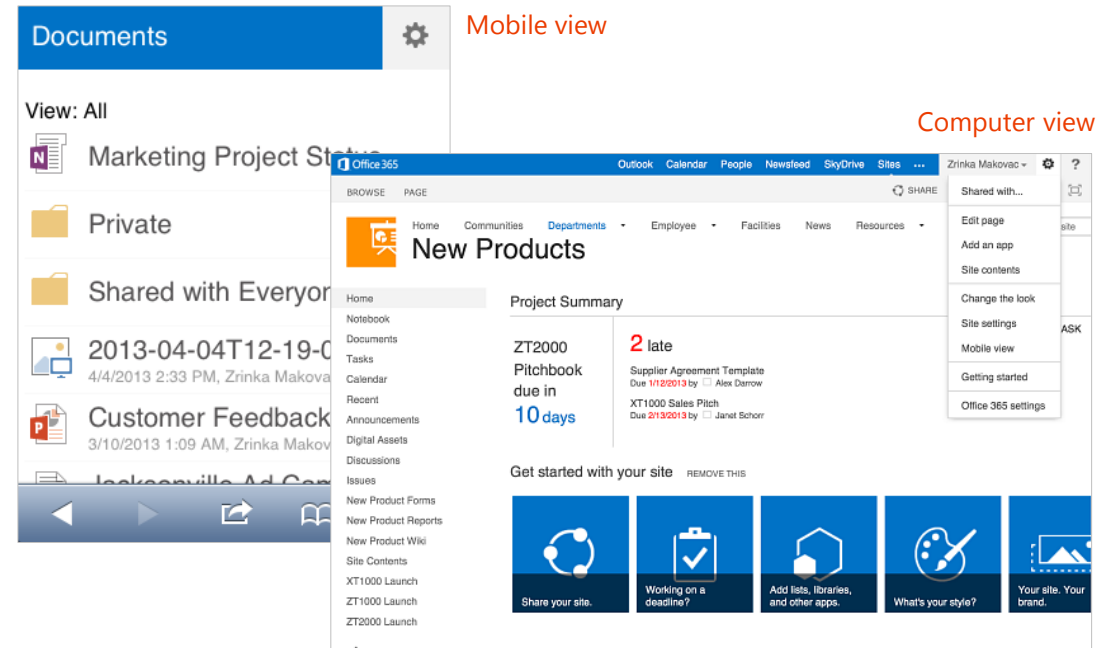 Mobile view
Documents
View: All
Marketing Project Status
Private
Shared with Everyon
2013-04-04T12-19-0
4/4/2013 2:33 PM, Zrinka Makova
Customer Feedback
3/10/2013 1:09 AM, Zrinka Makov
Computer view
Office 365
Outlook Calendar People Newsfeed SkyDrive Sites ... Zrinka Makovac ?
BROWSE PAGE SHARE
Home Communities Departments Employee Facilities News Resources
site
New Products
Home
Notebook
Documents
Tasks
Calendar
Recent
Announcements
Digital Assets
Discussions
Issues
New Product Forms
New Product Reports
New Product Wiki
Site Contents
XT1000 Launch
ZT1000 Launch
ZT2000 Launch
Project Summary
ZT2000
Pitchbook
due in
10 days
2 late
Supplier Agreement Template
Due 1/12/2013 by Alex Darrow
XT1000 Sales Pitch
Due 2/13/2013 by Janet Schorr
ASK
Shared with...
Edit page
Add an app
Site contents
Change the look
Site settings
Mobile view
Getting started
Office 365 settings
Get started with your site REMOVE THIS
Share your site.
Working on a
deadline?
Add lists, libraries,
and other apps.
What's your style?
Your site. Your
brand.